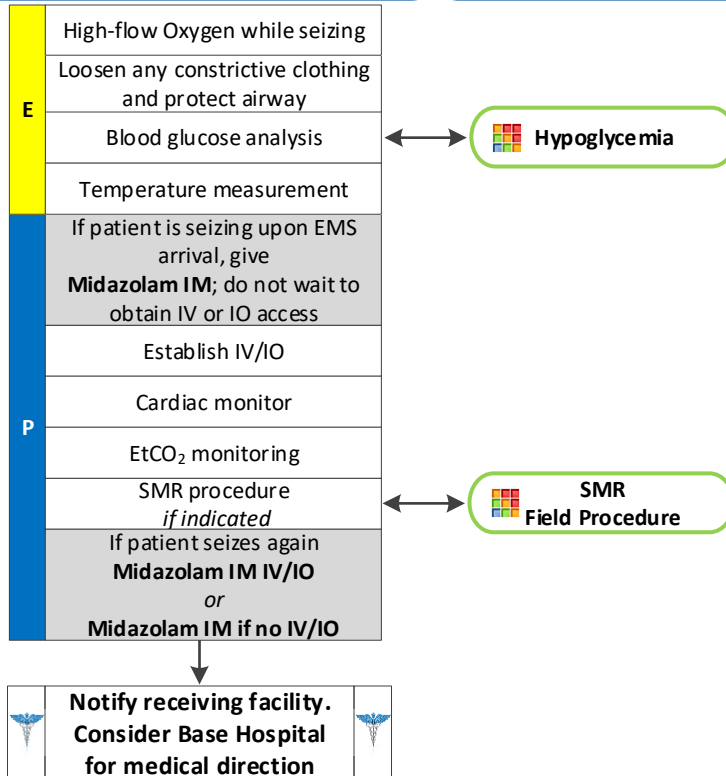 High-flow Oxygen while seizing
Loosen any constrictive clothing
and protect airway
E
Blood glucose analysis
Hypoglycemia
Temperature measurement
If patient is seizing upon EMS
arrival, give
Midazolam IM; do not wait to
obtain IV or IO access
Establish IV/IO
Cardiac monitor
P
EtCO₂ monitoring
SMR procedure
if indicated
SMR
Field Procedure
If patient seizes again
Midazolam IM IV/IO
or
Midazolam IM if no IV/IO
Notify receiving facility.
Consider Base Hospital
for medical direction